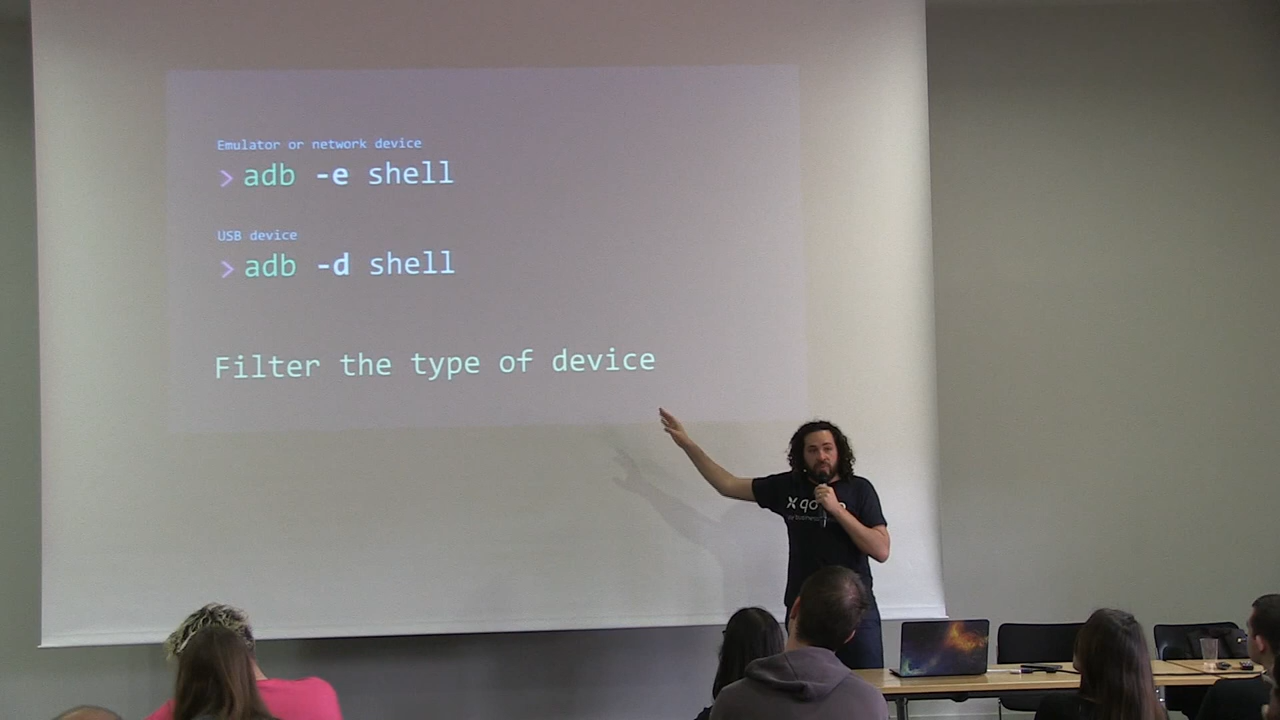 Emulator or network device
> adb -e shell
USB device
> adb -d shell
Filter the type of device